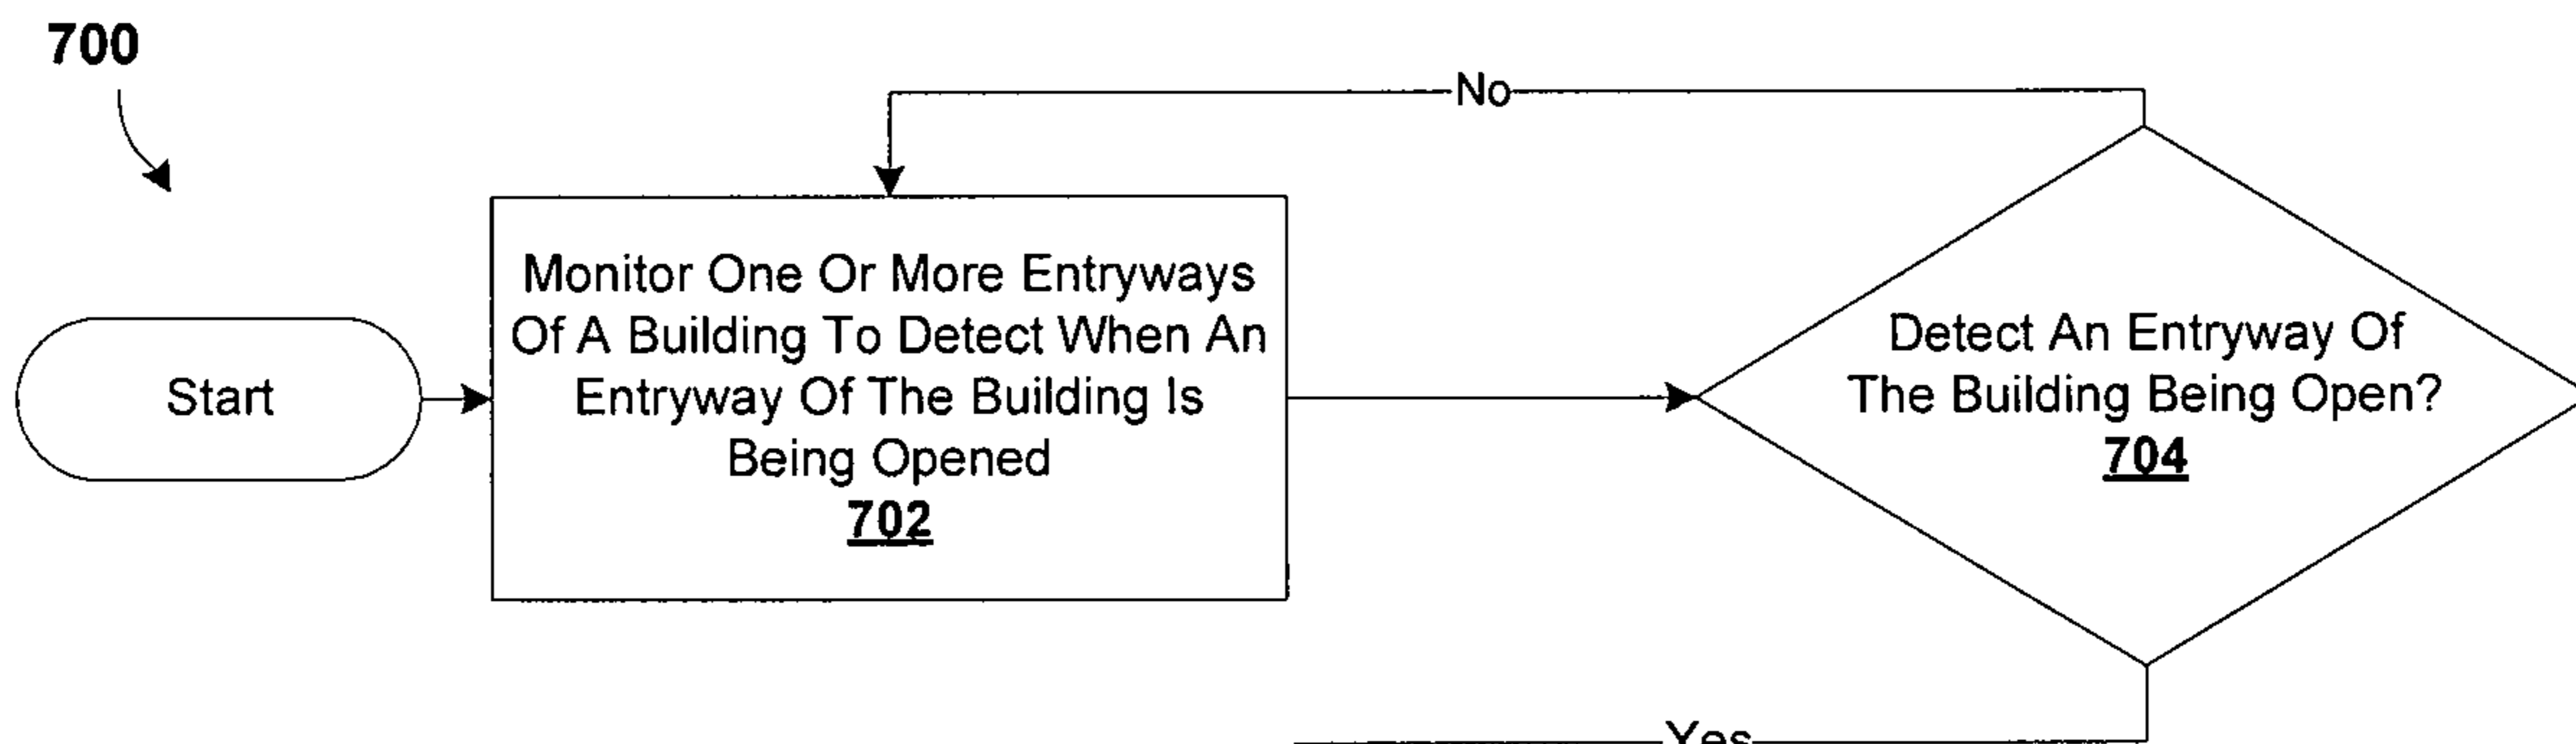 700
No
Start
Monitor One Or More Entryways
Of A Building To Detect When An
Entryway Of The Building Is
Being Opened
702
Detect An Entryway Of
The Building Being Open?
704
Yes